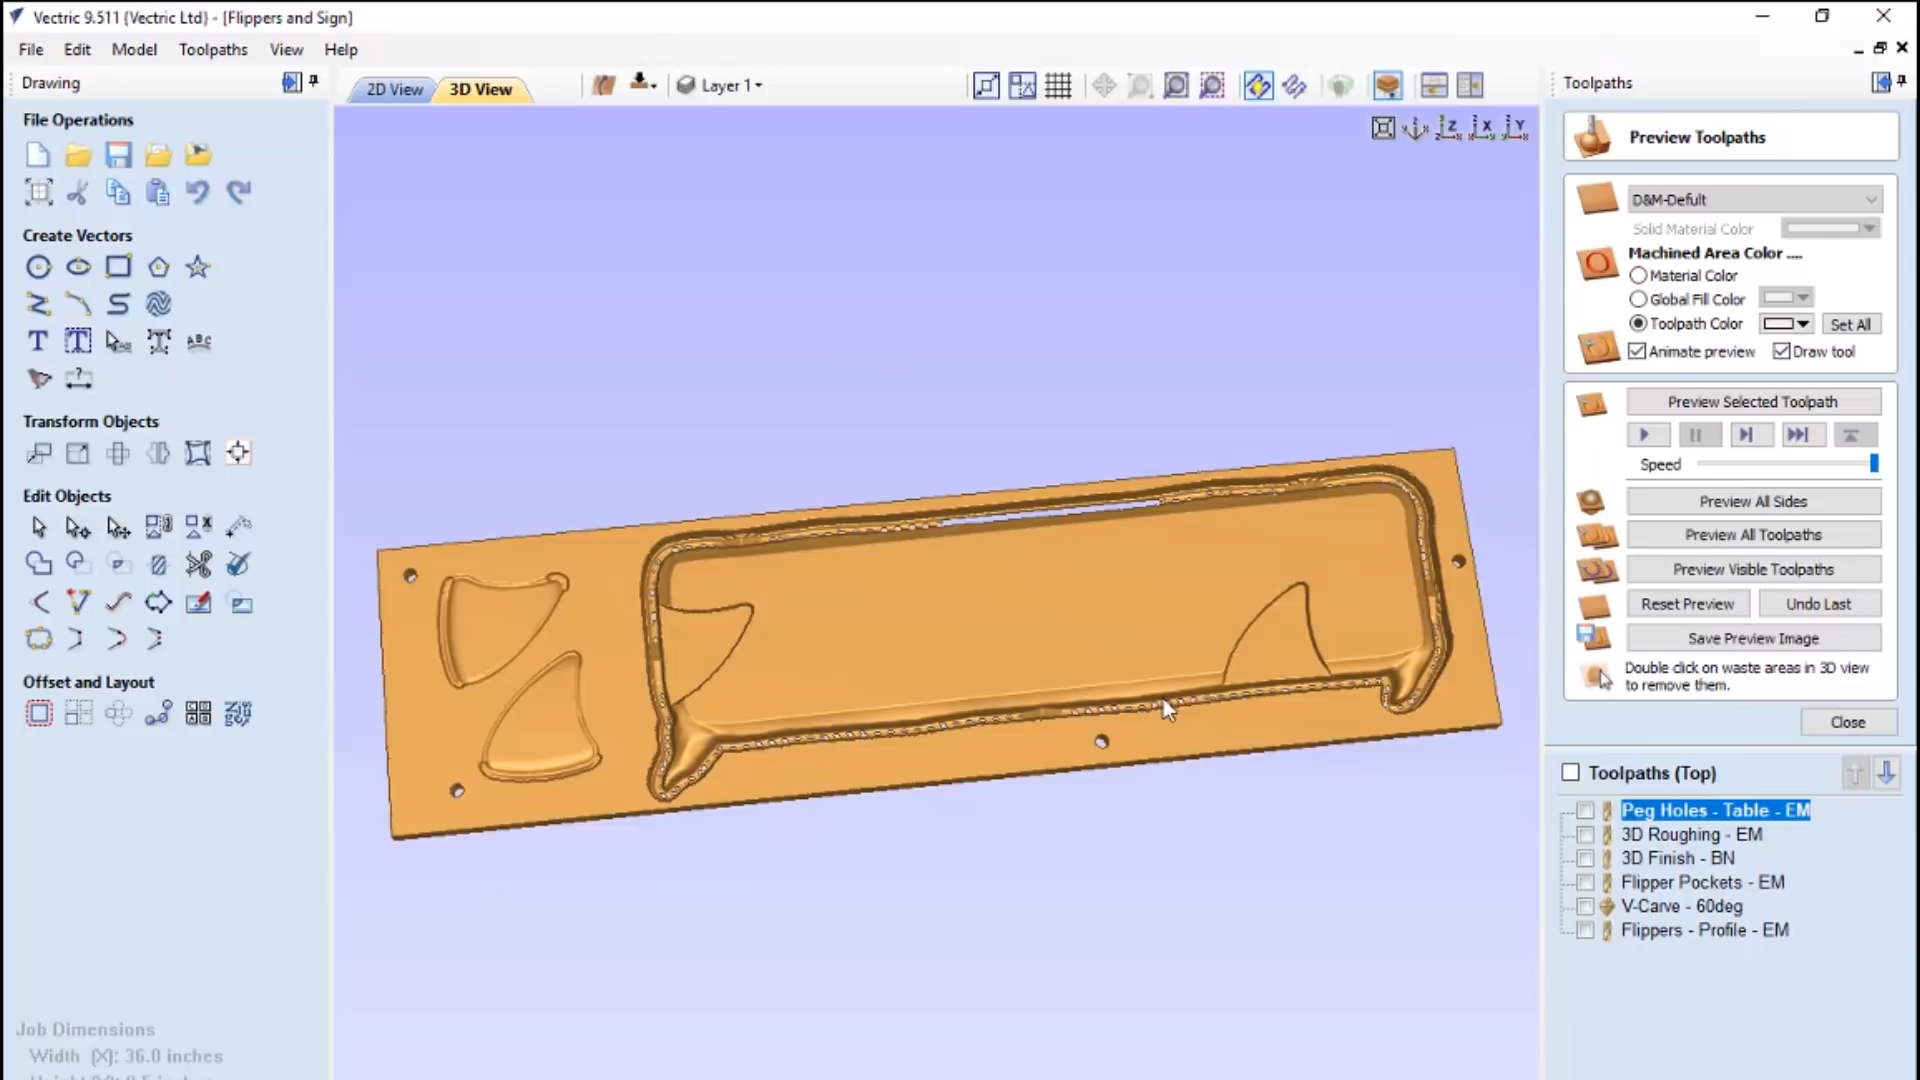 Vectric 9.511 (Vectric Ltd) - [Flippers and Sign]
File Edit Model Toolpaths View Help
Drawing
File Operations
Create Vectors
Transform Objects
Edit Objects
Offset and Layout
Job Dimensions
Width (X): 36.0 inches
2D View 3D View Layer 1
Z X Y
Toolpaths
Preview Toolpaths
D&M-Defult
Solid Material Color
Machined Area Color ....
Material Color
Global Fill Color
Toolpath Color Set All
Animate preview Draw tool
Preview Selected Toolpath
Speed
Preview All Sides
Preview All Toolpaths
Preview Visible Toolpaths
Reset Preview Undo Last
Save Preview Image
Double click on waste areas in 3D view
to remove them.
Close
Toolpaths (Top)
Peg Holes - Table - EM
3D Roughing - EM
3D Finish - BN
Flipper Pockets - EM
V-Carve - 60deg
Flippers - Profile - EM